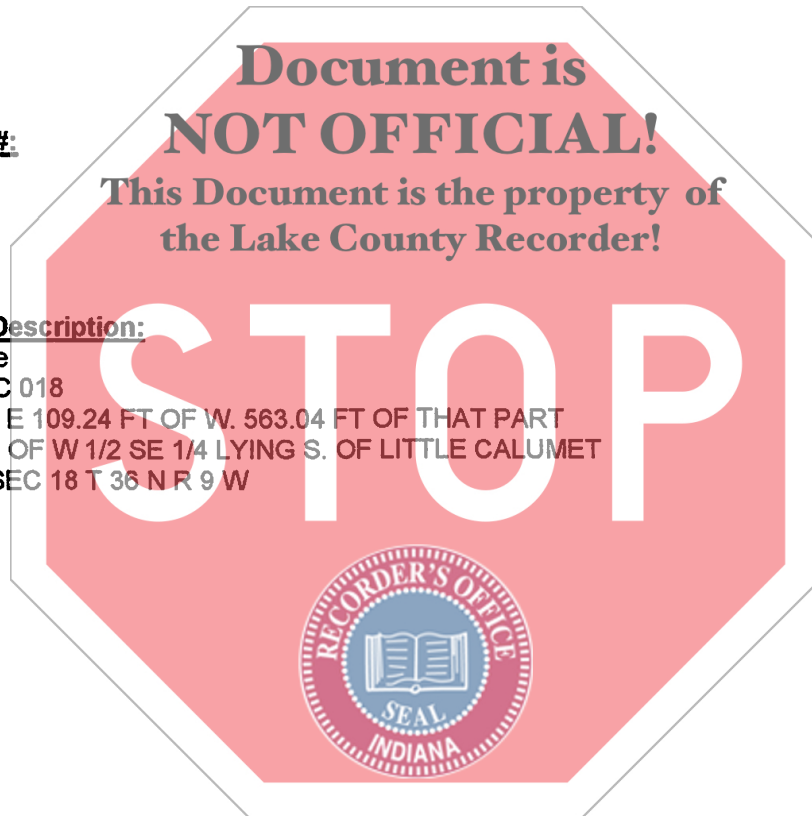 Document is
NOT OFFICIAL!
#:
This Document is the property of
the Lake County Recorder!
Description:
e
C 018
E 109.24 FT OF W. 563.04 FT OF THAT PART
OF W 1/2 SE 1/4 LYING S. OF LITTLE CALUMET
SEC 18 T 36 N R 9 W
STOP
RECORDER'S OFFICE
SEAL
INDIANA